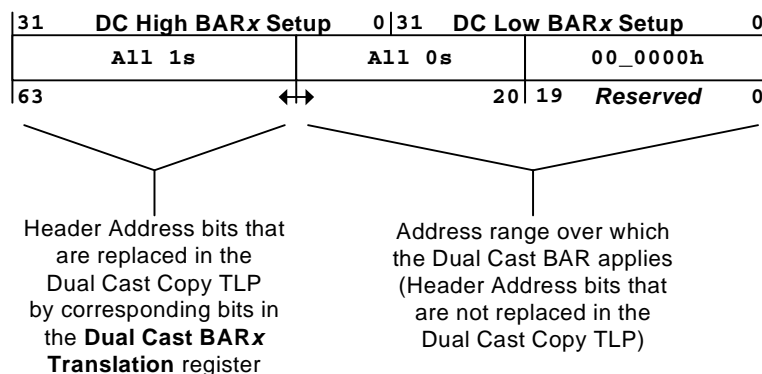 31 DC High BARx Setup 0 31 DC Low BARx Setup 0
All 1s All 0s 00_0000h
63 20 19 Reserved 0
Header Address bits that
are replaced in the
Dual Cast Copy TLP
by corresponding bits in
the Dual Cast BARx
Translation register
Address range over which
the Dual Cast BAR applies
(Header Address bits that
are not replaced in the
Dual Cast Copy TLP)